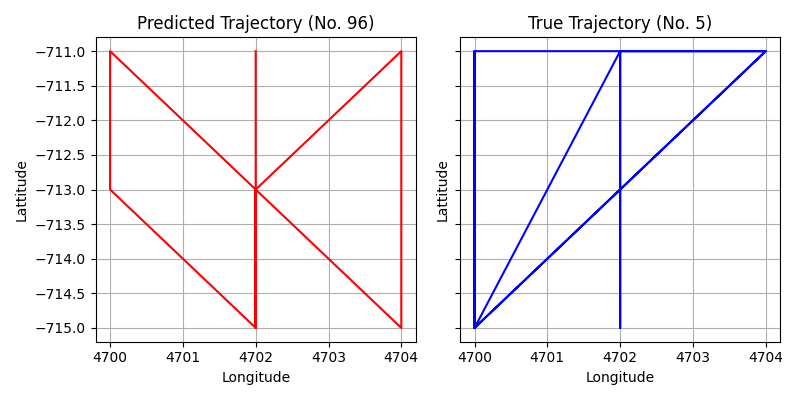 Predicted Trajectory (No. 96)
True Trajectory (No. 5)
Lattitude
−711.0
−711.5
−712.0
−712.5
−713.0
−713.5
−714.0
−714.5
−715.0
4700 4701 4702 4703 4704
Longitude
Lattitude
4700 4701 4702 4703 4704
Longitude